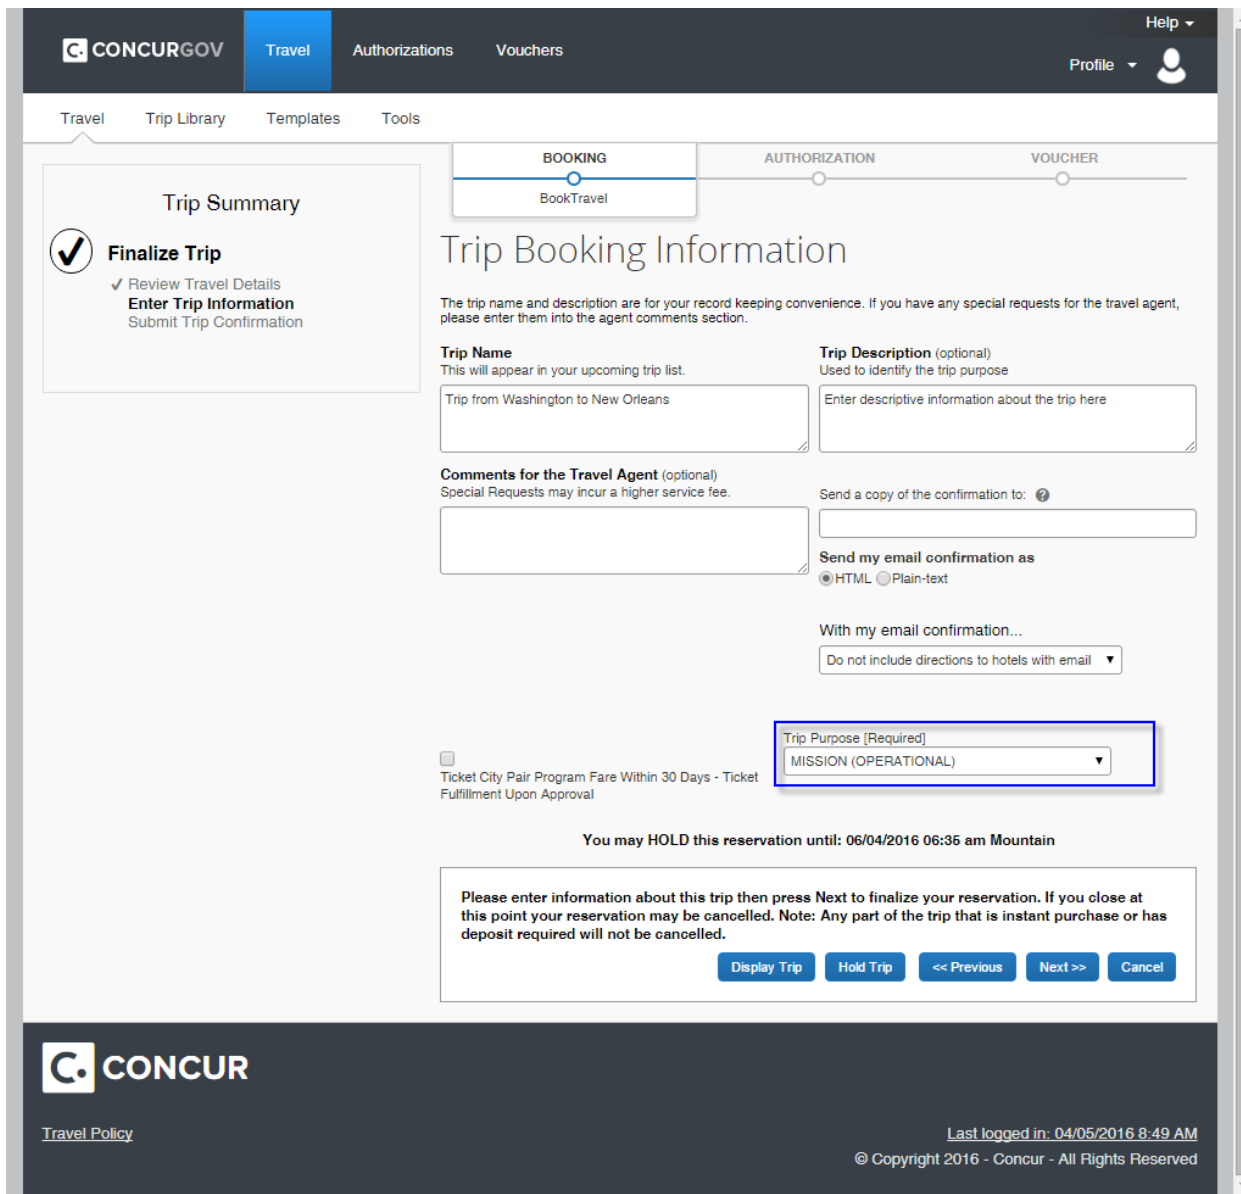 Help
C. CONCURGOV
Travel
Authorizations
Vouchers
Profile
Travel
Trip Library
Templates
Tools
BOOKING
AUTHORIZATION
VOUCHER
BookTravel
Trip Summary
Finalize Trip
Review Travel Details
Enter Trip Information
Submit Trip Confirmation
Trip Booking Information
The trip name and description are for your record keeping convenience. If you have any special requests for the travel agent,
please enter them into the agent comments section.
Trip Name
This will appear in your upcoming trip list.
Trip from Washington to New Orleans
Trip Description (optional)
Used to identify the trip purpose
Enter descriptive information about the trip here
Comments for the Travel Agent (optional)
Special Requests may incur a higher service fee.
Send a copy of the confirmation to: ?
Send my email confirmation as
HTML Plain-text
With my email confirmation...
Do not include directions to hotels with email
Ticket City Pair Program Fare Within 30 Days - Ticket
Fulfillment Upon Approval
Trip Purpose [Required]
MISSION (OPERATIONAL)
You may HOLD this reservation until: 06/04/2016 06:35 am Mountain
Please enter information about this trip then press Next to finalize your reservation. If you close at
this point your reservation may be cancelled. Note: Any part of the trip that is instant purchase or has
deposit required will not be cancelled.
Display Trip
Hold Trip
<< Previous
Next >>
Cancel
C. CONCUR
Travel Policy
Last logged in: 04/05/2016 8:49 AM
© Copyright 2016 - Concur - All Rights Reserved